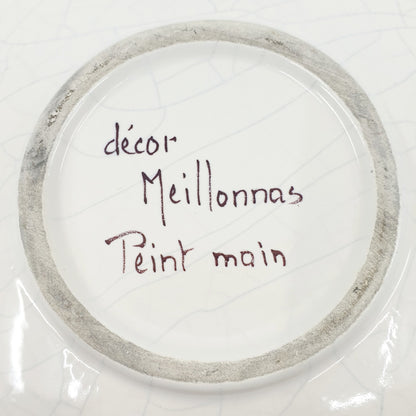 décor
Meillonnas
Peint main